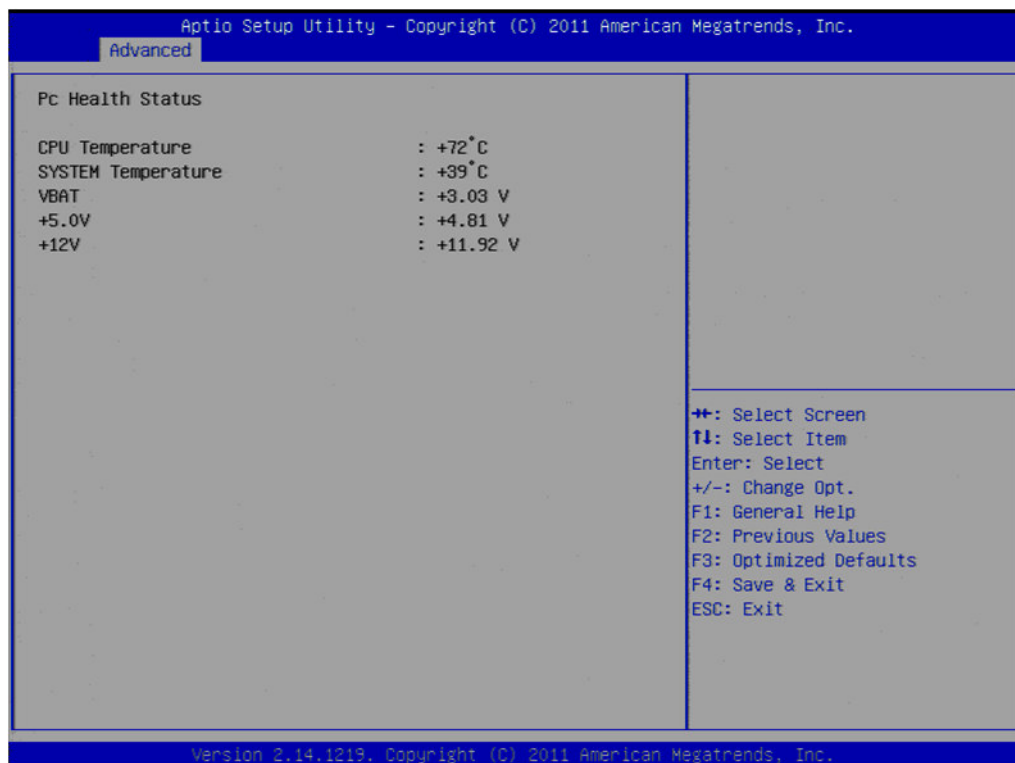 Aptio Setup Utility – Copyright (C) 2011 American Megatrends, Inc.
Advanced
Pc Health Status
CPU Temperature : +72°C
SYSTEM Temperature : +39°C
VBAT : +3.03 V
+5.0V : +4.81 V
+12V : +11.92 V
→←: Select Screen
↑↓: Select Item
Enter: Select
+/-: Change Opt.
F1: General Help
F2: Previous Values
F3: Optimized Defaults
F4: Save & Exit
ESC: Exit
Version 2.14.1219. Copyright (C) 2011 American Megatrends, Inc.